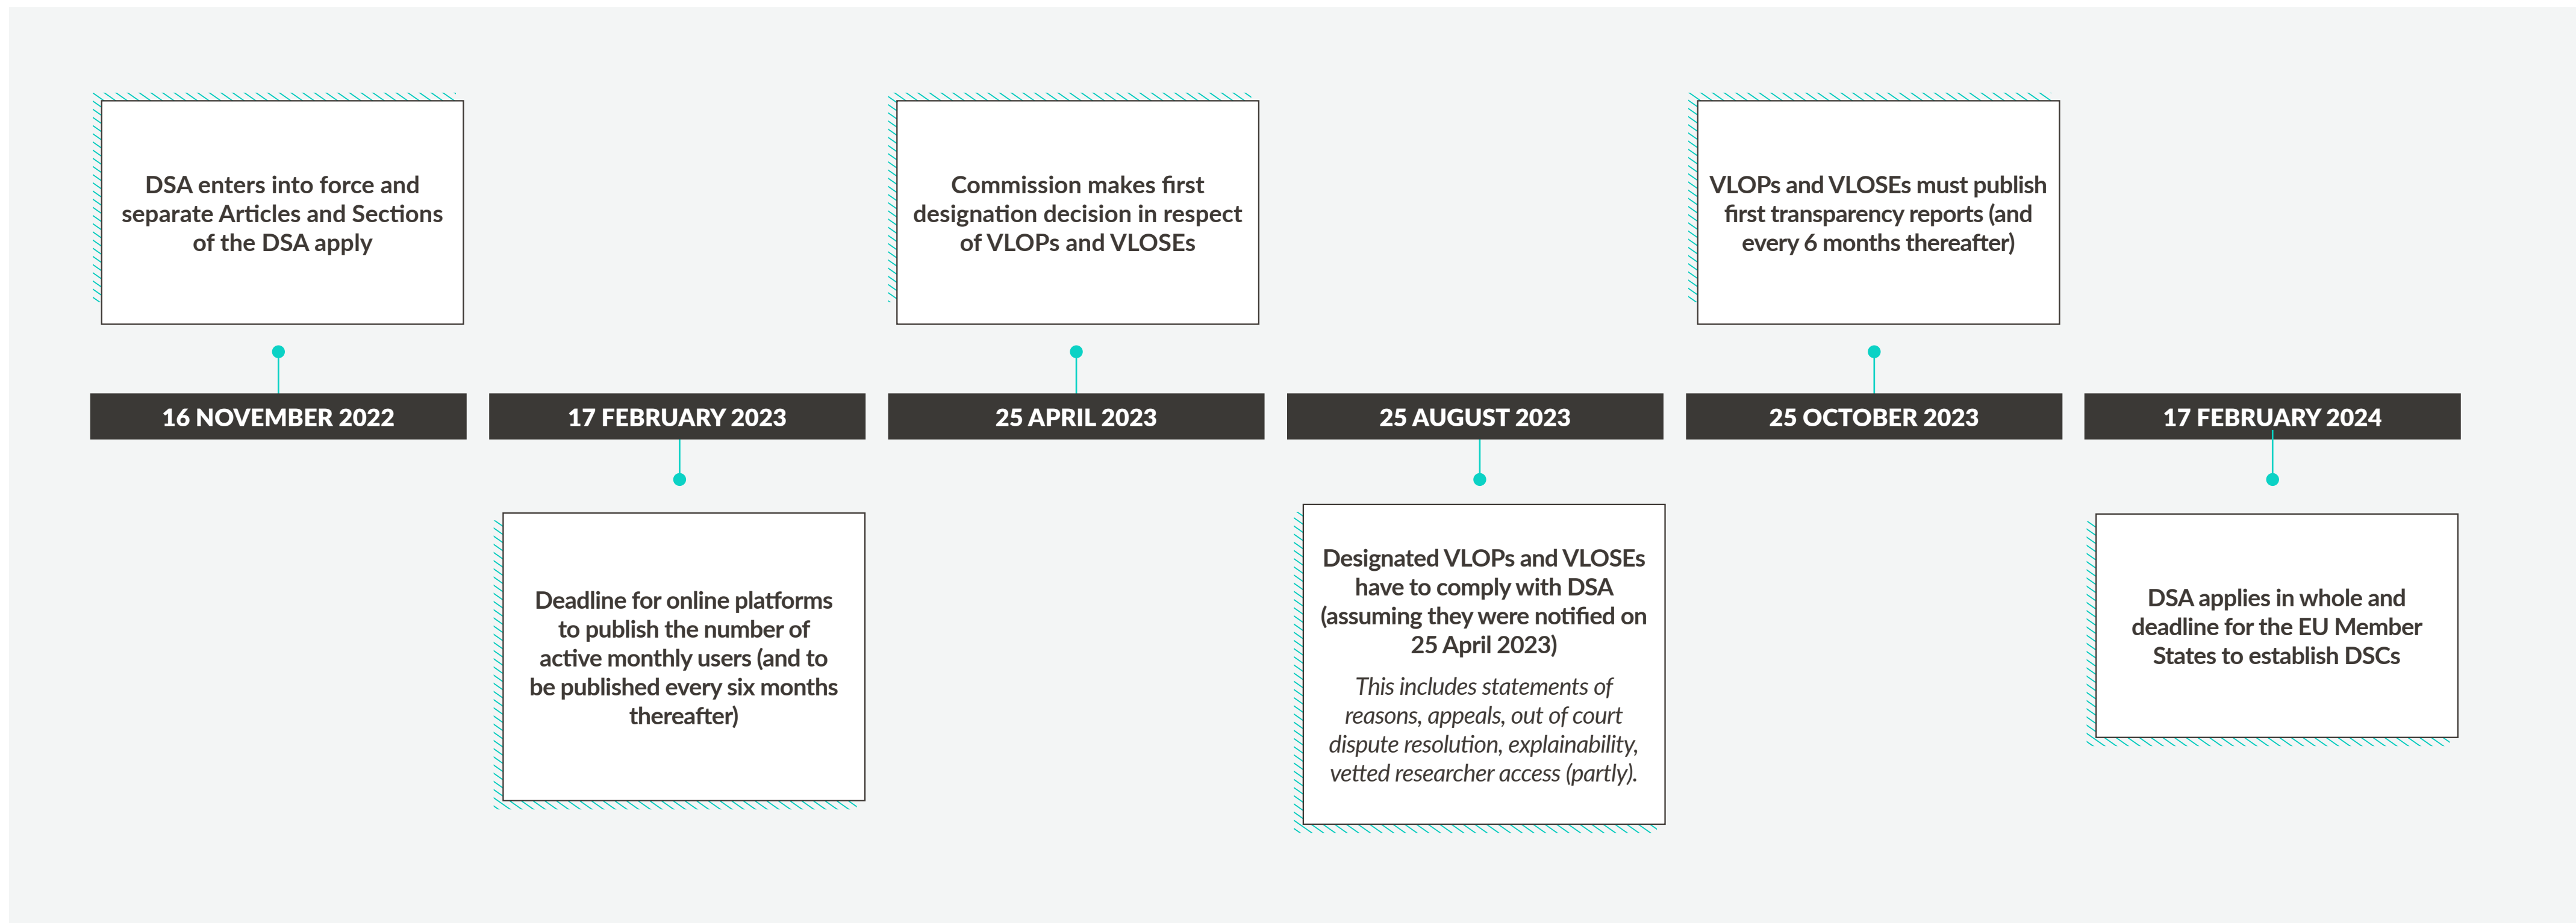 DSA enters into force and
separate Articles and Sections
of the DSA apply
16 NOVEMBER 2022
17 FEBRUARY 2023
Deadline for online platforms
to publish the number of
active monthly users (and to
be published every six months
thereafter)
Commission makes first
designation decision in respect
of VLOPs and VLOSEs
25 APRIL 2023
25 AUGUST 2023
Designated VLOPs and VLOSEs
have to comply with DSA
(assuming they were notified on
25 April 2023)
This includes statements of
reasons, appeals, out of court
dispute resolution, explainability,
vetted researcher access (partly).
VLOPs and VLOSEs must publish
first transparency reports (and
every 6 months thereafter)
25 OCTOBER 2023
17 FEBRUARY 2024
DSA applies in whole and
deadline for the EU Member
States to establish DSCs